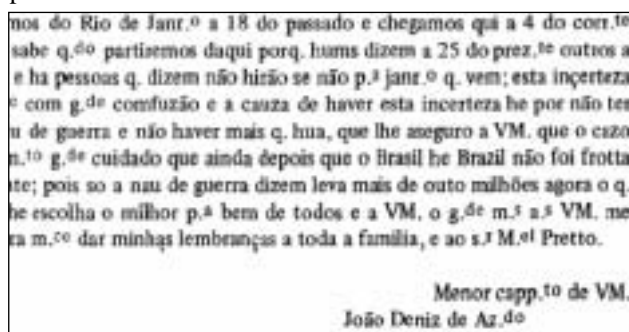 mos do Rio de Janr.º a 18 do passado e chegamos qui a 4 do corr.te
sabe q.do partiremos daqui porq. hums dizem a 25 do prez.te outros a
e ha pessoas q. dizem não hirão se não p.ª janr.º q. vem; esta inçerteza
com g.de comfuzão e a cauza de haver esta incerteza he por não ter
u de guerra e não haver mais q. hua, que lhe aseguro a VM. que o cazo
n.to g.de cuidado que ainda depois que o Brasil he Brazil não foi frotta
te; pois so a nau de guerra dizem leva mais de outo milhões agora o q.
he escolha o milhor p.ª bem de todos e a VM. o g.de m.s a.s VM. me
ra m.co dar minhas lembranças a toda a familia, e ao s.r M.el Pretto.
Menor capp.to de VM.
João Deniz de Az.do